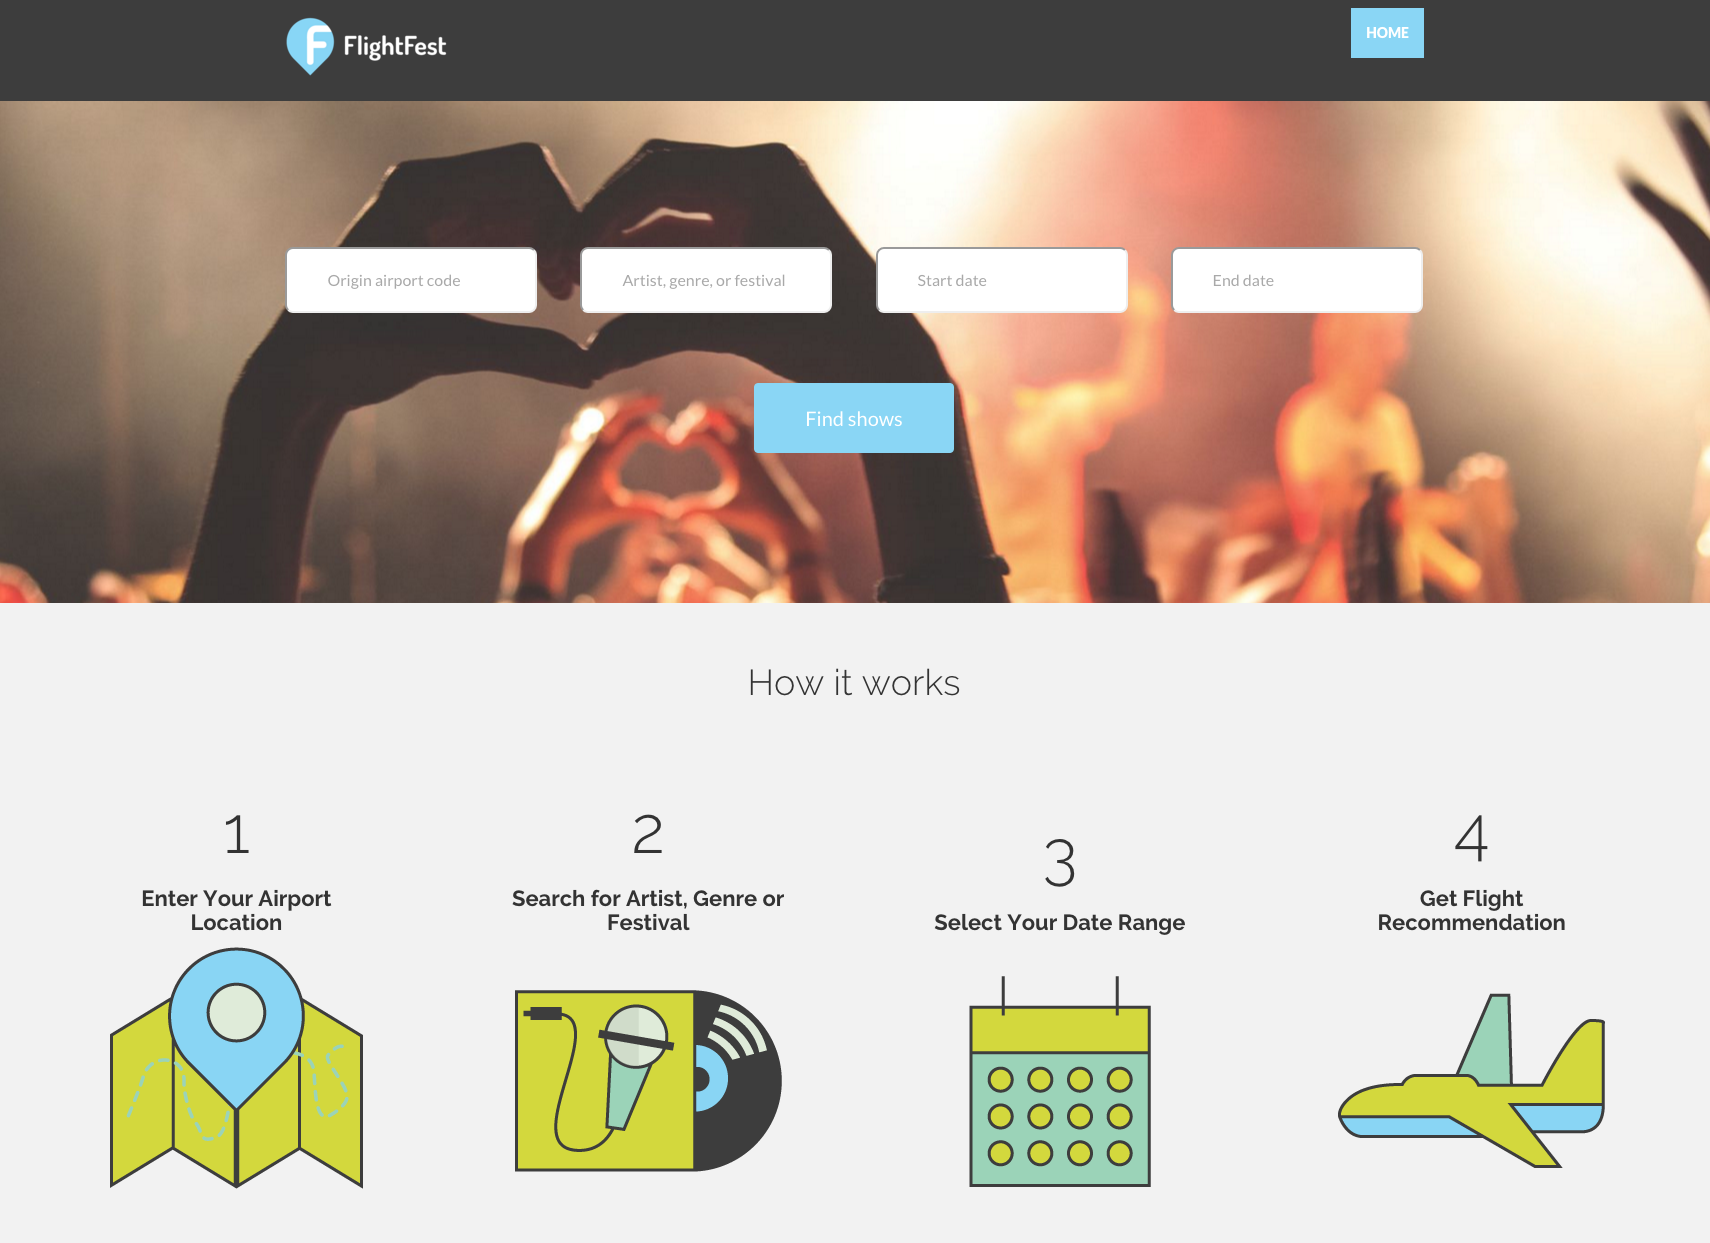 FlightFest
HOME
Origin airport code
Artist, genre, or festival
Start date
End date
Find shows
How it works
1
Enter Your Airport
Location
2
Search for Artist, Genre or
Festival
3
Select Your Date Range
4
Get Flight
Recommendation